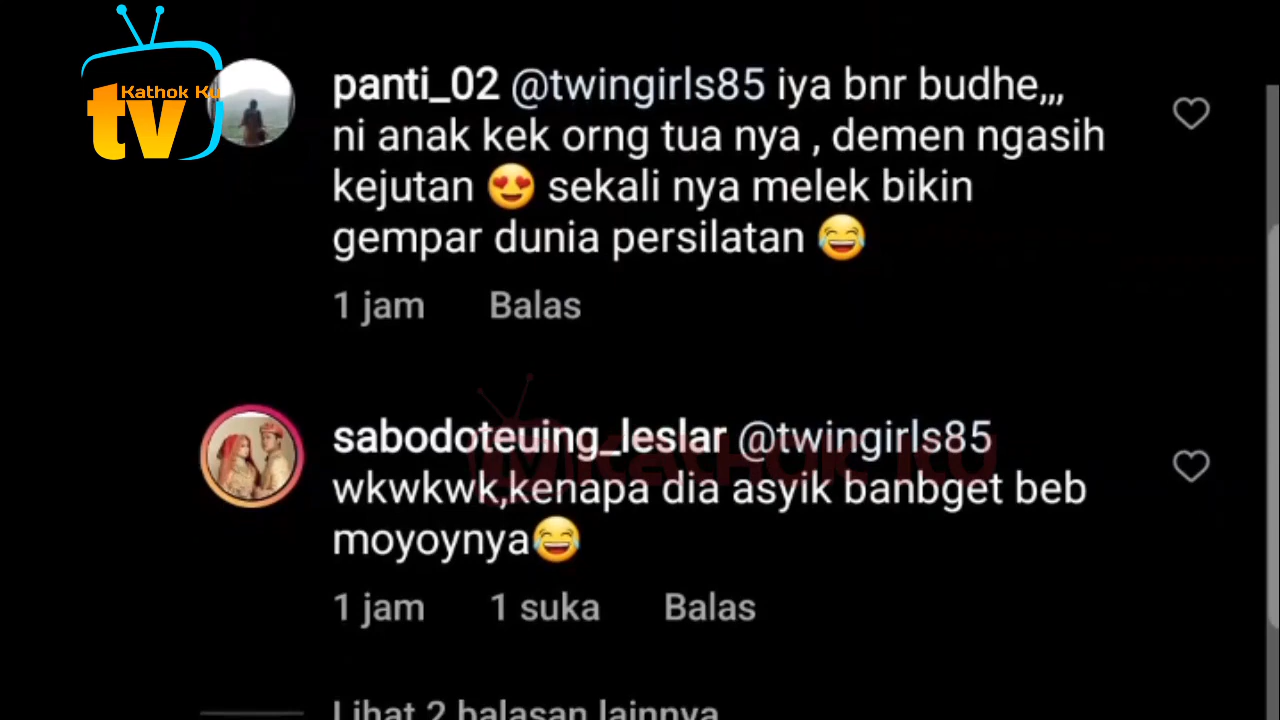 Kathok Ku
tv
panti_02 @twingirls85 iya bnr budhe,,,
ni anak kek orng tua nya , demen ngasih
kejutan 😍 sekali nya melek bikin
gempar dunia persilatan 😂
1 jam Balas
sabodoteuing_leslar @twingirls85
wkwkwk,kenapa dia asyik banbget beb
moyoynya😂
1 jam 1 suka Balas
Lihat 2 balasan lainnya